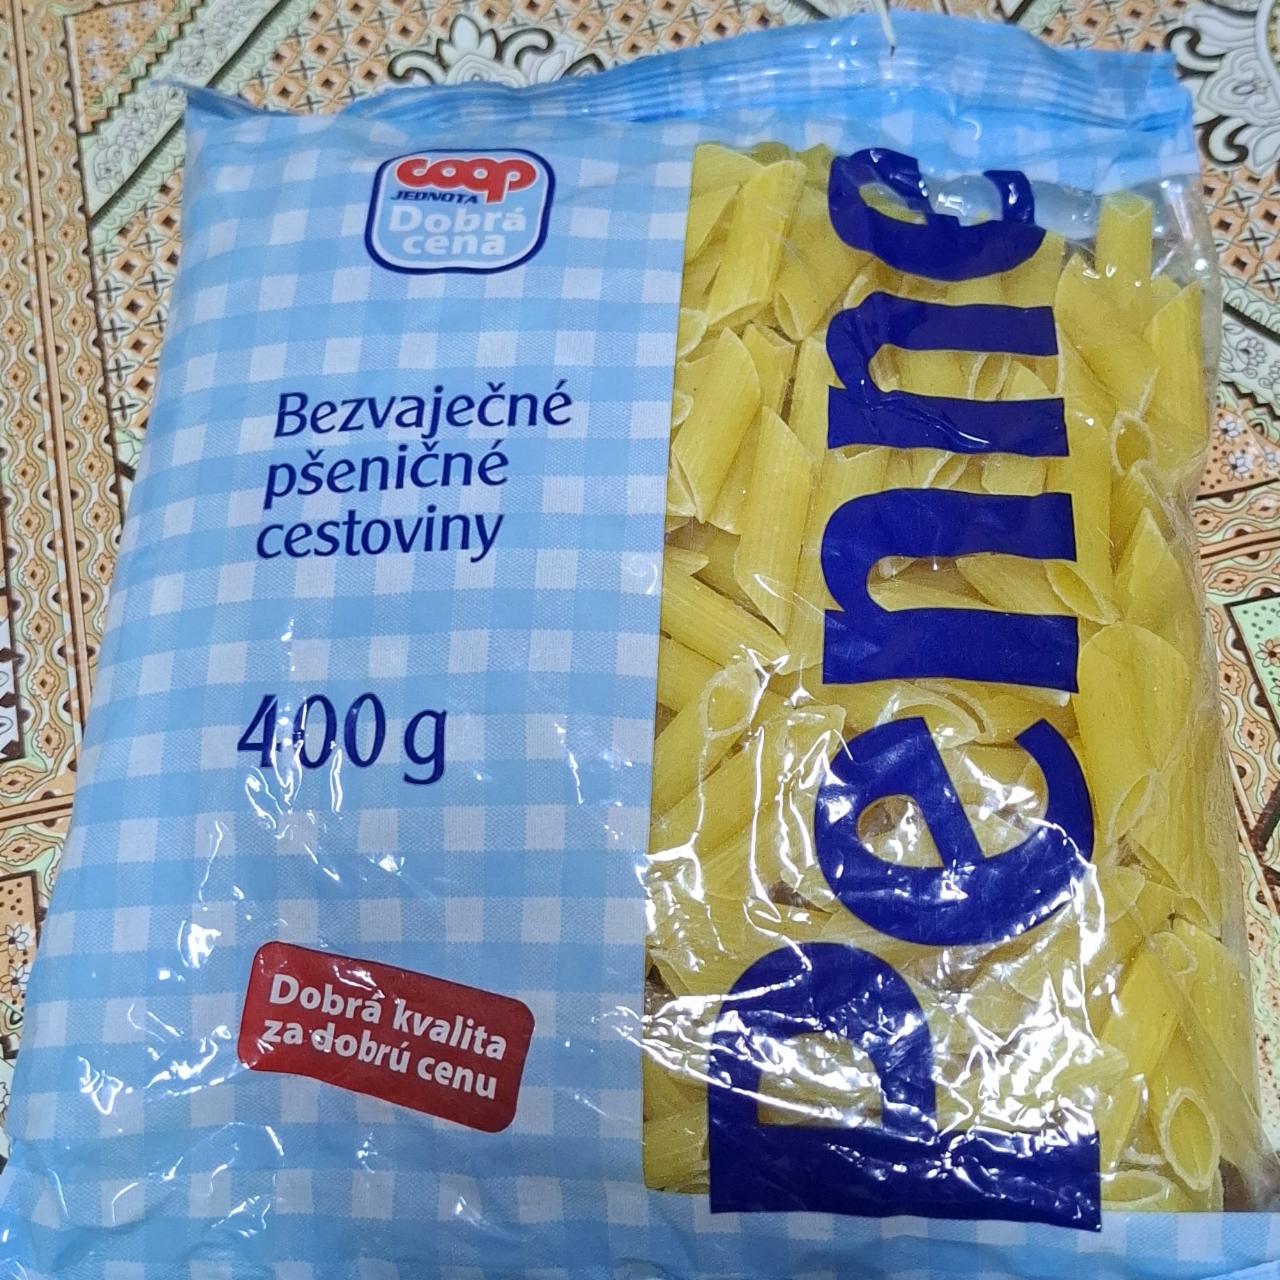 coop
JEDNOTA
Dobrá
cena
Bezvaječné
pšeničné
cestoviny
400 g
Dobrá kvalita
za dobrú cenu
Penne